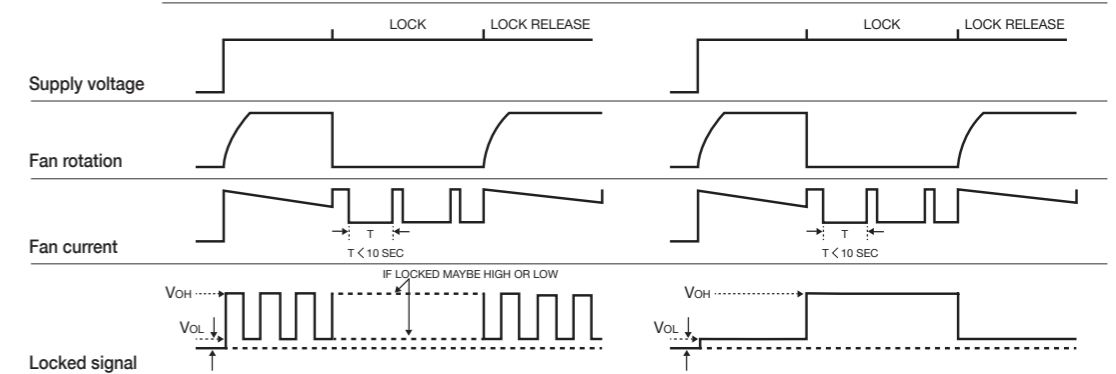 LOCK LOCK RELEASE LOCK LOCK RELEASE
Supply voltage
Fan rotation
Fan current
T T
T < 10 SEC T < 10 SEC
IF LOCKED MAYBE HIGH OR LOW
VOH VOH
VOL VOL
Locked signal